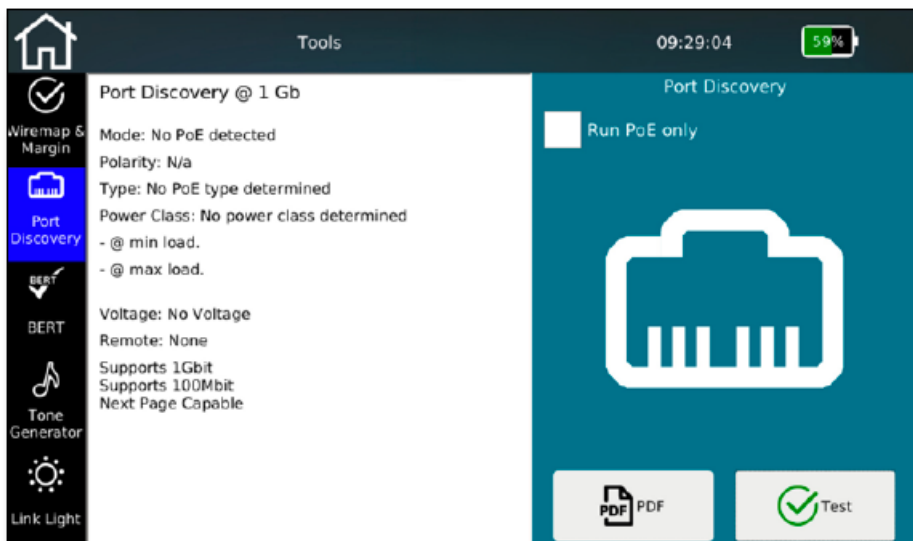 Tools
09:29:04
59%
Wiremap &
Margin
Port
Discovery
BERT
BERT
Tone
Generator
Link Light
Port Discovery @ 1 Gb
Mode: No PoE detected
Polarity: N/a
Type: No PoE type determined
Power Class: No power class determined
- @ min load.
- @ max load.
Voltage: No Voltage
Remote: None
Supports 1Gbit
Supports 100Mbit
Next Page Capable
Port Discovery
Run PoE only
PDF PDF
Test